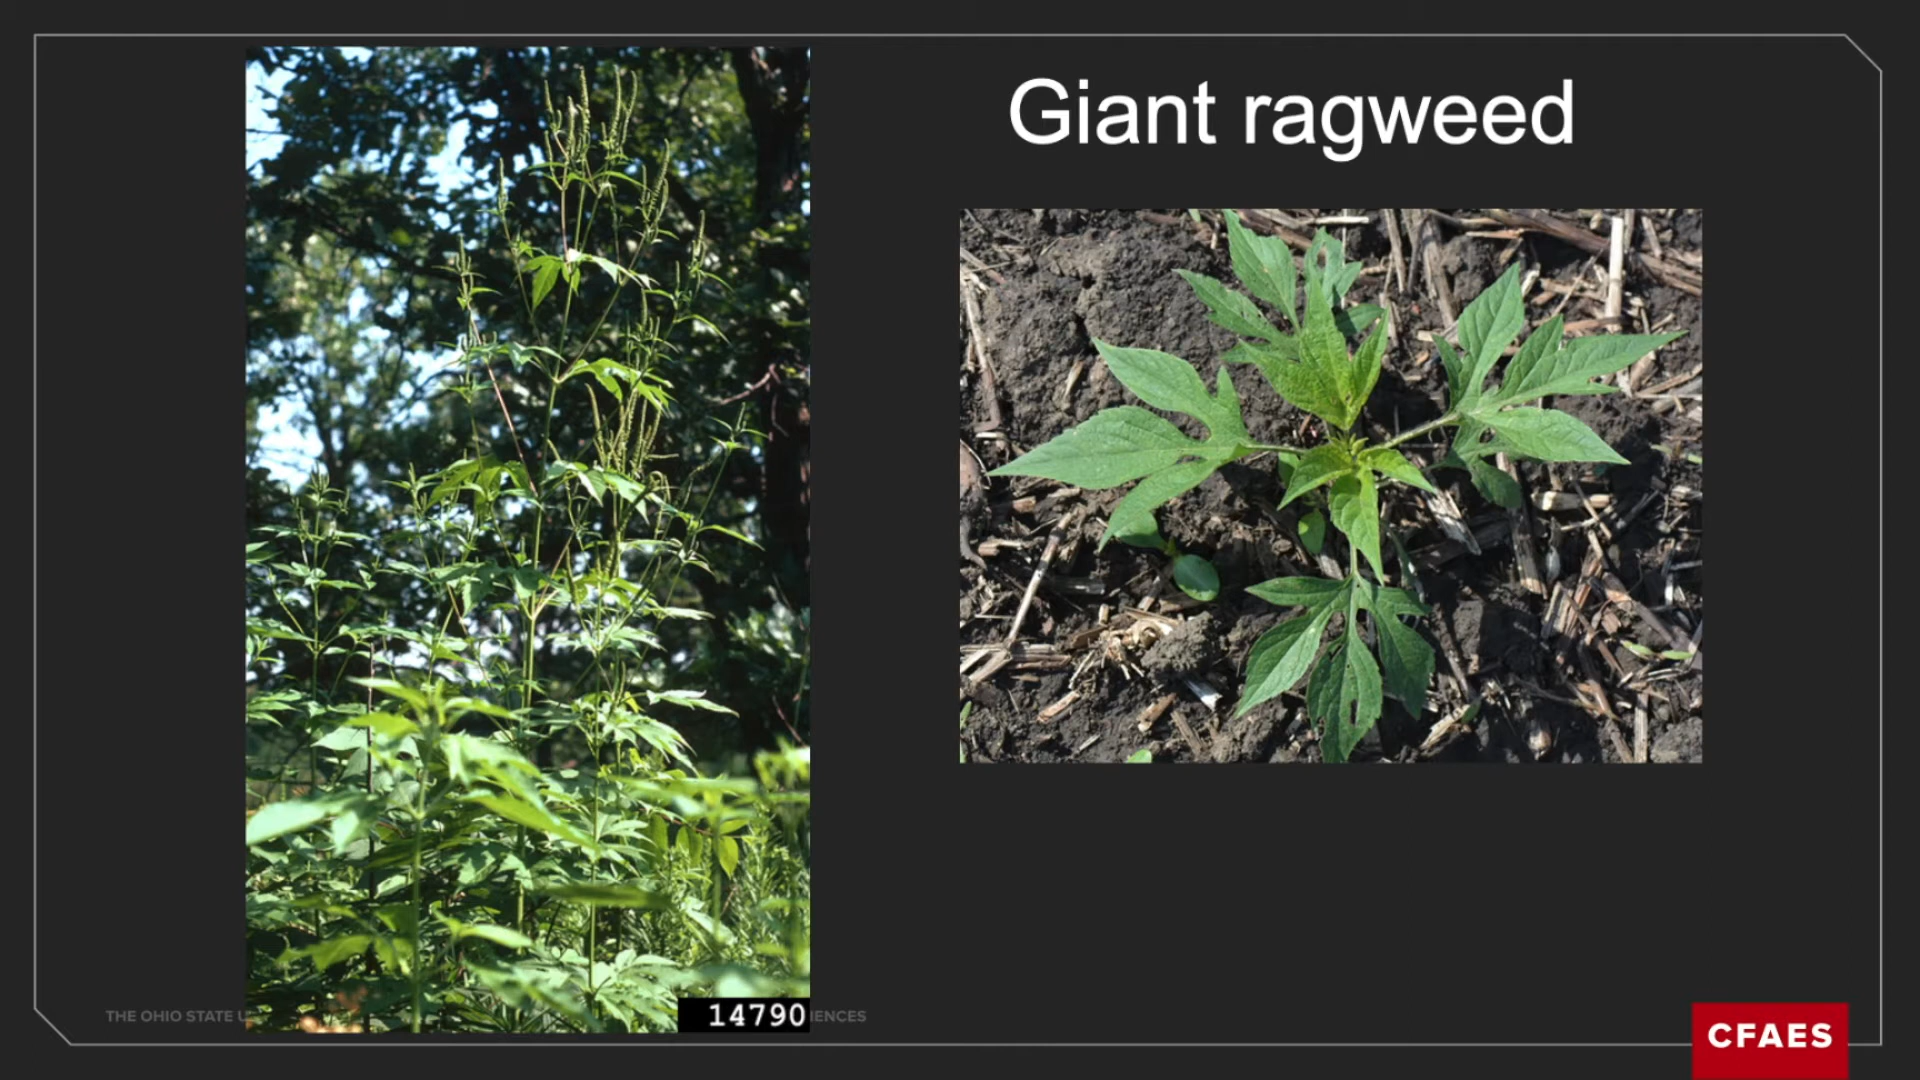 Giant ragweed
14790
THE OHIO STATE
IENCES
CFAES